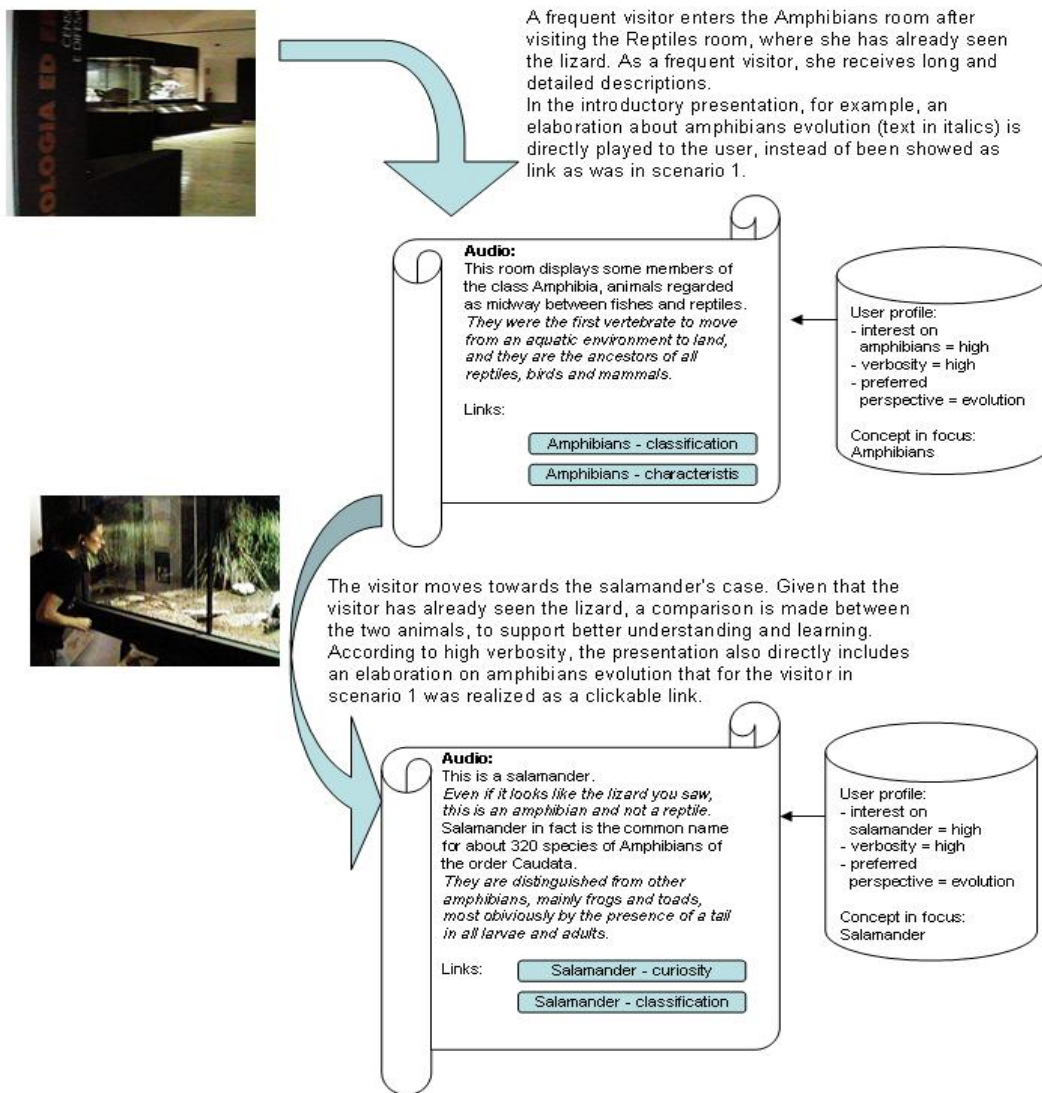 OLOGIA ED E
CENS
E DIFES
A frequent visitor enters the Amphibians room after
visiting the Reptiles room, where she has already seen
the lizard. As a frequent visitor, she receives long and
detailed descriptions.
In the introductory presentation, for example, an
elaboration about amphibians evolution (text in italics) is
directly played to the user, instead of been showed as
link as was in scenario 1.
Audio:
This room displays some members of
the class Amphibia, animals regarded
as midway between fishes and reptiles.
They were the first vertebrate to move
from an aquatic environment to land,
and they are the ancestors of all
reptiles, birds and mammals.
Links:
Amphibians - classification
Amphibians - characteristis
User profile:
- interest on
amphibians = high
- verbosity = high
- preferred
perspective = evolution
Concept in focus:
Amphibians
The visitor moves towards the salamander's case. Given that the
visitor has already seen the lizard, a comparison is made between
the two animals, to support better understanding and learning.
According to high verbosity, the presentation also directly includes
an elaboration on amphibians evolution that for the visitor in
scenario 1 was realized as a clickable link.
Audio:
This is a salamander.
Even if it looks like the lizard you saw,
this is an amphibian and not a reptile.
Salamander in fact is the common name
for about 320 species of Amphibians of
the order Caudata.
They are distinguished from other
amphibians, mainly frogs and toads,
most obiviously by the presence of a tail
in all larvae and adults.
Links:
Salamander - curiosity
Salamander - classification
User profile:
- interest on
salamander = high
- verbosity = high
- preferred
perspective = evolution
Concept in focus:
Salamander